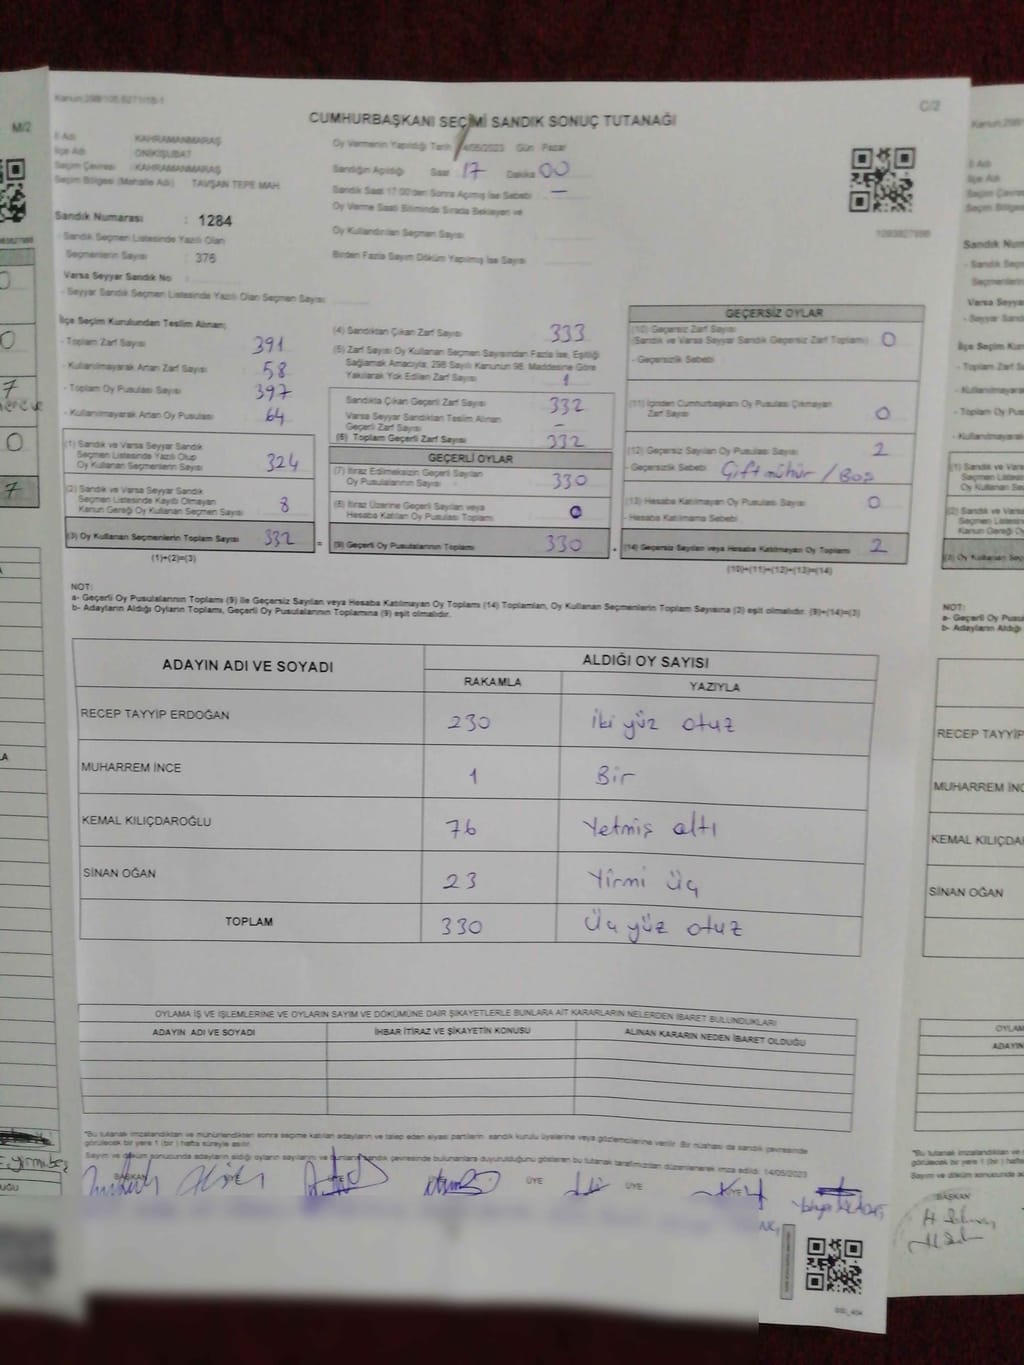 Kanun:298/105,6271/18-1
C/2
CUMHURBAŞKANI SEÇİMİ SANDIK SONUÇ TUTANAĞI
İl Adı KAHRAMANMARAŞ
İlçe Adı ONİKİŞUBAT
Seçim Çevresi : KAHRAMANMARAŞ
Seçim Bölgesi (Mahalle Adı) TAVŞAN TEPE MAH
Sandık Numarası : 1284
- Sandık Seçmen Listesinde Yazılı Olan
Seçmenlerin Sayısı : 376
Varsa Seyyar Sandık No
- Seyyar Sandık Seçmen Listesinde Yazılı Olan Seçmen Sayısı
Oy Vermenin Yapıldığı Tarih 4/05/2023 Gün Pazar
Sandığın Açıldığı Saat 17 Dakika 00
Sandık Saat 17:00'den Sonra Açmış İse Sebebi —
Oy Verme Saati Bitiminde Sırada Bekleyen ve
Oy Kullandırılan Seçmen Sayısı
Birden Fazla Sayım Döküm Yapılmış İse Sayısı
İlçe Seçim Kurulundan Teslim Alınan;
- Toplam Zarf Sayısı 391
- Kullanılmayarak Artan Zarf Sayısı 58
- Toplam Oy Pusulası Sayısı 397
- Kullanılmayarak Artan Oy Pusulası 64
(1) Sandık ve Varsa Seyyar Sandık
Seçmen Listesinde Yazılı Olup
Oy Kullanan Seçmenlerin Sayısı 324
(2) Sandık ve Varsa Seyyar Sandık
Seçmen Listesinde Kaydı Olmayan
Kanun Gereği Oy Kullanan Seçmen Sayısı 8
(3) Oy Kullanan Seçmenlerin Toplam Sayısı 332
(1)+(2)=(3)
(4) Sandıktan Çıkan Zarf Sayısı 333
(5) Zarf Sayısı Oy Kullanan Seçmen Sayısından Fazla İse, Eşitliği
Sağlamak Amacıyla; 298 Sayılı Kanunun 98. Maddesine Göre
Yakılarak Yok Edilen Zarf Sayısı 1
Sandıkta Çıkan Geçerli Zarf Sayısı 332
Varsa Seyyar Sandıktan Teslim Alınan
Geçerli Zarf Sayısı –
(6) Toplam Geçerli Zarf Sayısı 332
GEÇERLİ OYLAR
(7) İtiraz Edilmeksizin Geçerli Sayılan
Oy Pusulalarının Sayısı 330
(8) İtiraz Üzerine Geçerli Sayılan veya
Hesaba Katılan Oy Pusulası Toplamı 0
(9) Geçerli Oy Pusulalarının Toplamı 330
GEÇERSİZ OYLAR
(10) Geçersiz Zarf Sayısı
(Sandık ve Varsa Seyyar Sandık Geçersiz Zarf Toplamı) 0
- Geçersizlik Sebebi
(11) İçinden Cumhurbaşkanı Oy Pusulası Çıkmayan
Zarf Sayısı 0
(12) Geçersiz Sayılan Oy Pusulası Sayısı 2
- Geçersizlik Sebebi Çift mühür / Boş
(13) Hesaba Katılmayan Oy Pusulası Sayısı 0
- Hesaba Katılmama Sebebi
(14) Geçersiz Sayılan veya Hesaba Katılmayan Oy Toplamı 2
(10)+(11)+(12)+(13)=(14)
NOT:
a- Geçerli Oy Pusulalarının Toplamı (9) ile Geçersiz Sayılan veya Hesaba Katılmayan Oy Toplamı (14) Toplamları, Oy Kullanan Seçmenlerin Toplam Sayısına (3) eşit olmalıdır. (9)+(14)=(3)
b- Adayların Aldığı Oyların Toplamı, Geçerli Oy Pusulalarının Toplamına (9) eşit olmalıdır.
ADAYIN ADI VE SOYADI ALDIĞI OY SAYISI
RAKAMLA YAZIYLA
RECEP TAYYİP ERDOĞAN 230 İki yüz otuz
MUHARREM İNCE 1 Bir
KEMAL KILIÇDAROĞLU 76 Yetmiş altı
SİNAN OĞAN 23 Yirmi Üç
TOPLAM 330 Üç yüz otuz
OYLAMA İŞ VE İŞLEMLERİNE VE OYLARIN SAYIM VE DÖKÜMÜNE DAİR ŞİKAYETLERLE BUNLARA AİT KARARLARIN NELERDEN İBARET BULUNDUKLARI
ADAYIN ADI VE SOYADI İHBAR İTİRAZ VE ŞİKAYETİN KONUSU ALINAN KARARIN NEDEN İBARET OLDUĞU
*Bu tutanak imzalandıktan ve mühürlendikten sonra seçime katılan adayların ve talep eden siyasi partilerin sandık kurulu üyelerine veya gözlemcilerine verilir. Bir nüshası da sandık çevresinde
görülecek bir yere 1 (bir) hafta süreyle asılır.
Sayım ve döküm sonucunda adayların aldığı oyların sayılarını ve bunların sandık çevresinde bulunanlara duyurulduğunu gösteren bu tutanak tarafımızdan düzenlenerek imza edildi. 14/05/2023
BAŞKAN ÜYE ÜYE ÜYE
M/2
RECEP TAYYİP
MUHARREM İNC
KEMAL KILIÇDA
SİNAN OĞAN
NOT:
a- Geçerli Oy Pusula
b- Adayların Aldığı
BAŞKAN